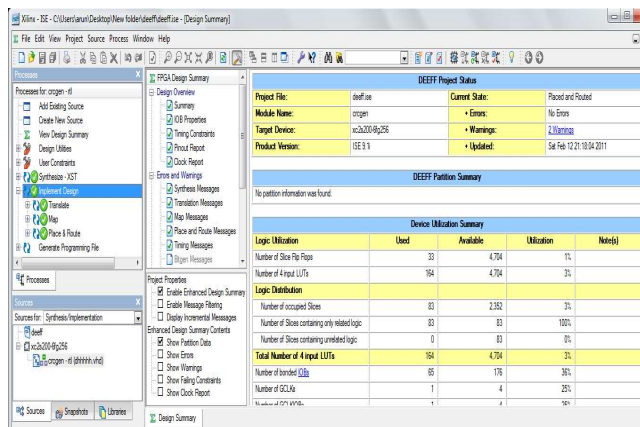 Xilinx - ISE - C:\Users\arun\Desktop\New folder\deeff\deeff.ise - [Design Summary]
File Edit View Project Source Process Window Help
Processes
Processes for: crcgen - rtl
Add Existing Source
Create New Source
View Design Summary
Design Utilities
User Constraints
Synthesize - XST
Implement Design
Translate
Map
Place & Route
Generate Programming File
Processes
Sources
Sources for: Synthesis/Implementation
deeff
xc2s200-6fg256
crcgen - rtl (dhhhhh.vhd)
Sources Snapshots Libraries
FPGA Design Summary
Design Overview
Summary
IOB Properties
Timing Constraints
Pinout Report
Clock Report
Errors and Warnings
Synthesis Messages
Translation Messages
Map Messages
Place and Route Messages
Timing Messages
Bitgen Messages
Project Properties
Enable Enhanced Design Summary
Enable Message Filtering
Display Incremental Messages
Enhanced Design Summary Contents
Show Partition Data
Show Errors
Show Warnings
Show Failing Constraints
Show Clock Report
Design Summary
DEEFF Project Status
Project File: deeff.ise Current State: Placed and Routed
Module Name: crcgen • Errors: No Errors
Target Device: xc2s200-6fg256 • Warnings: 2 Warnings
Product Version: ISE 9.1 • Updated: Sat Feb 12 21:18:04 2011
DEEFF Partition Summary
No partition information was found.
Device Utilization Summary
Logic Utilization Used Available Utilization Note(s)
Number of Slice Flip Flops 33 4,704 1%
Number of 4 input LUTs 164 4,704 3%
Logic Distribution
Number of occupied Slices 83 2,352 3%
Number of Slices containing only related logic 83 83 100%
Number of Slices containing unrelated logic 0 83 0%
Total Number of 4 input LUTs 164 4,704 3%
Number of bonded IOBs 65 176 36%
Number of GCLKs 1 4 25%
Number of GCLKIOBs 1 4 25%